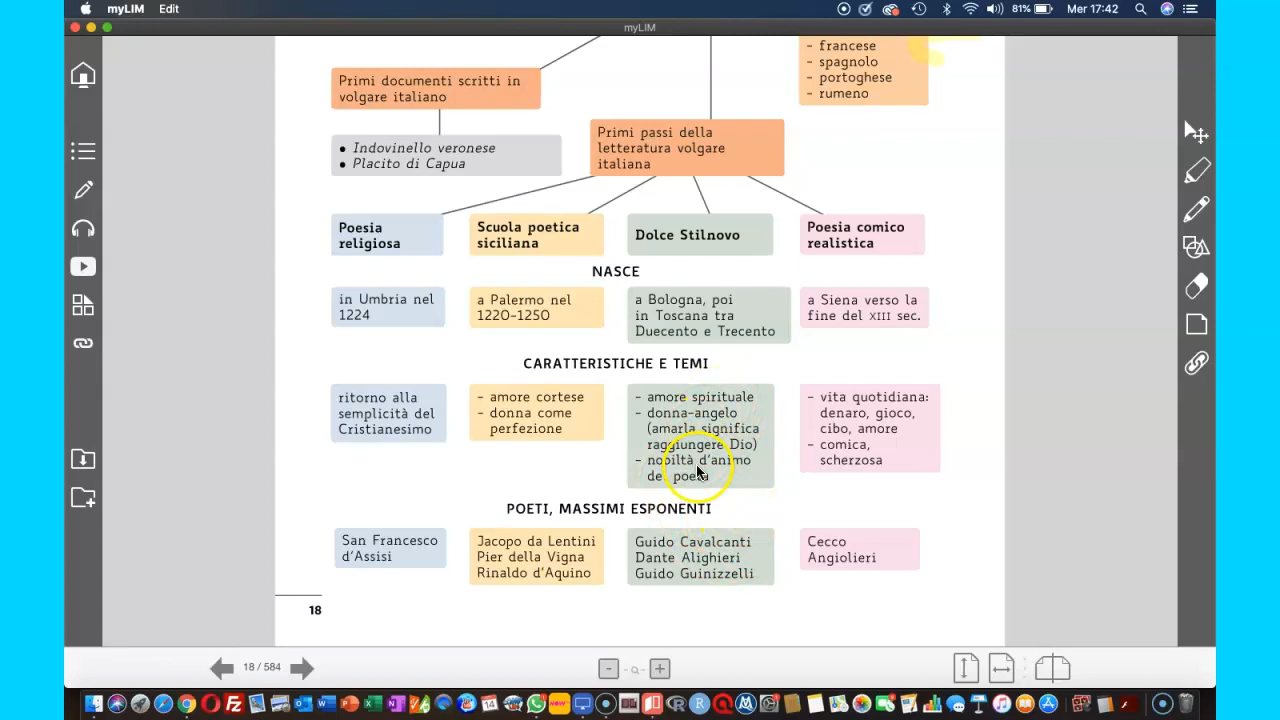 myLIM Edit 81% Mer 17:42
myLIM
- francese
- spagnolo
- portoghese
- rumeno
Primi documenti scritti in
volgare italiano
• Indovinello veronese
• Placito di Capua
Primi passi della
letteratura volgare
italiana
Poesia
religiosa
Scuola poetica
siciliana
Dolce Stilnovo
Poesia comico
realistica
NASCE
in Umbria nel
1224
a Palermo nel
1220-1250
a Bologna, poi
in Toscana tra
Duecento e Trecento
a Siena verso la
fine del XIII sec.
CARATTERISTICHE E TEMI
ritorno alla
semplicità del
Cristianesimo
- amore cortese
- donna come
perfezione
- amore spirituale
- donna-angelo
(amarla significa
raggiungere Dio)
- nobiltà d'animo
del poeta
- vita quotidiana:
denaro, gioco,
cibo, amore
- comica,
scherzosa
POETI, MASSIMI ESPONENTI
San Francesco
d'Assisi
Jacopo da Lentini
Pier della Vigna
Rinaldo d'Aquino
Guido Cavalcanti
Dante Alighieri
Guido Guinizzelli
Cecco
Angiolieri
18
18 / 584